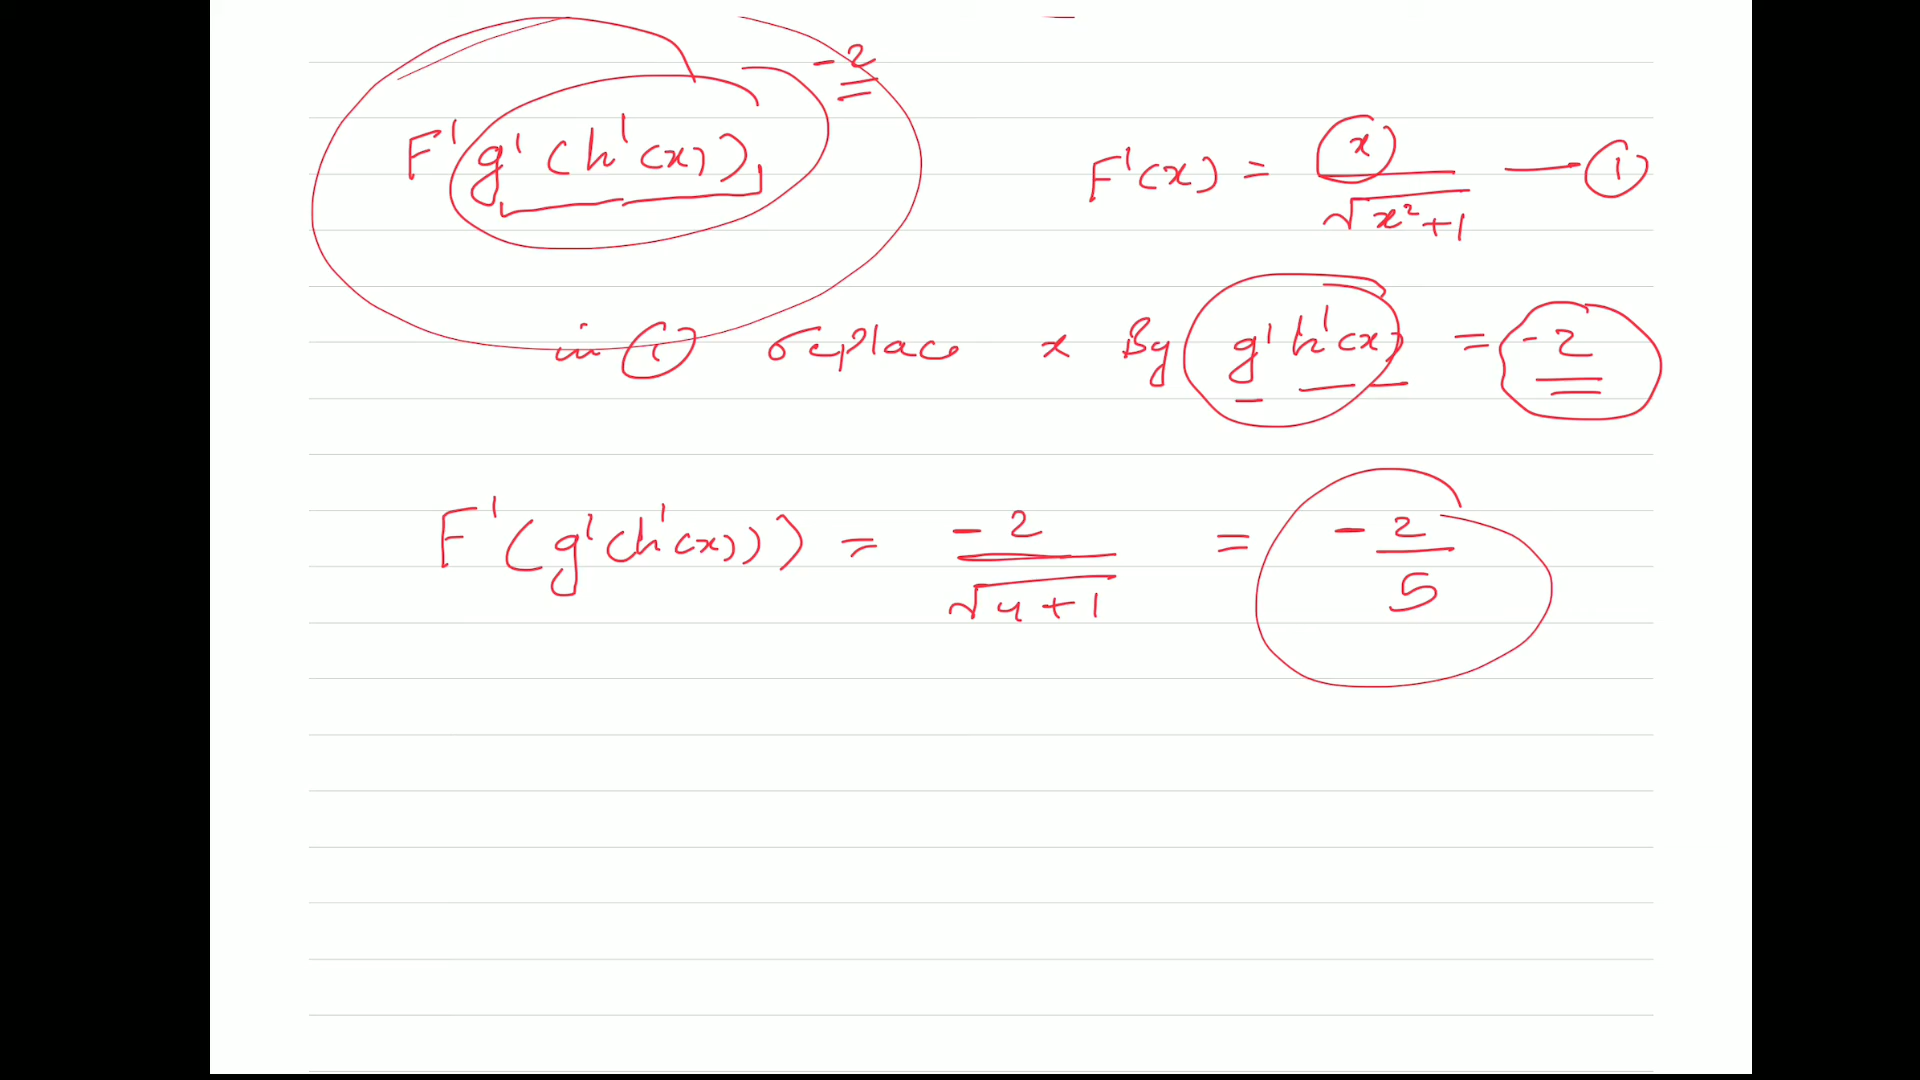 -2
F'(g'(h'(x))) F'(x) = x/√x²+1 — ①
in ① replace x By g'h'(x) = -2
F'(g'(h'(x))) = -2/√4+1 = -2/5